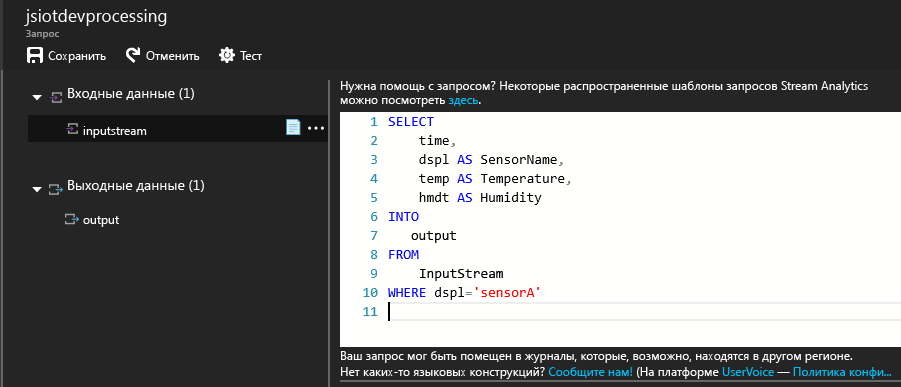 jsiotdevprocessing
Запрос
Сохранить Отменить Тест
Входные данные (1)
inputstream
Выходные данные (1)
output
Нужна помощь с запросом? Некоторые распространенные шаблоны запросов Stream Analytics
можно посмотреть здесь.
1 SELECT
2 time,
3 dspl AS SensorName,
4 temp AS Temperature,
5 hmdt AS Humidity
6 INTO
7 output
8 FROM
9 InputStream
10 WHERE dspl='sensorA'
11
Ваш запрос мог быть помещен в журналы, которые, возможно, находятся в другом регионе.
Нет каких-то языковых конструкций? Сообщите нам! (На платформе UserVoice — Политика конфи...